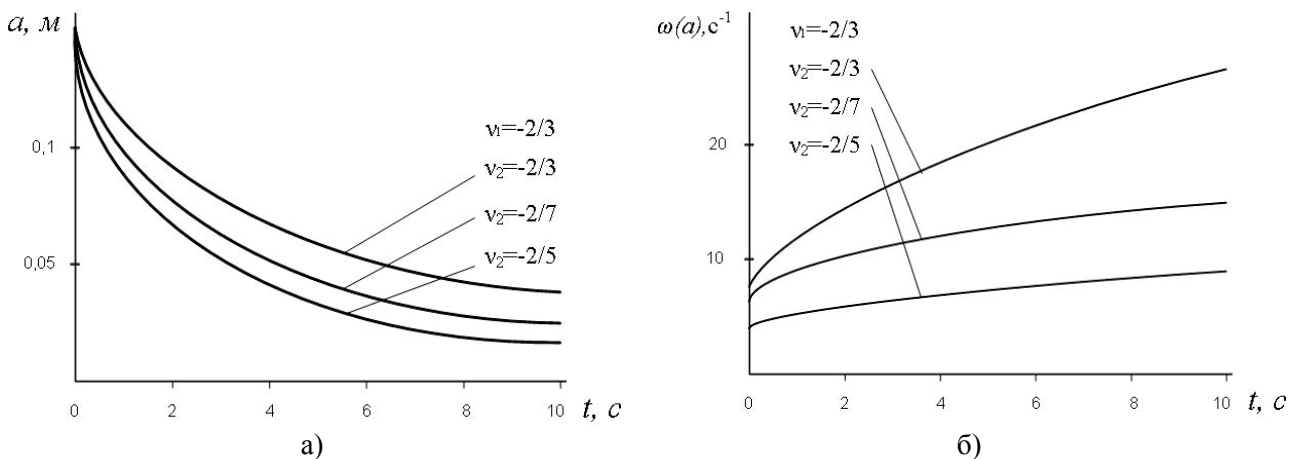 a, м
0,1
0,05
ν₁=-2/3
ν₂=-2/3
ν₂=-2/7
ν₂=-2/5
0 2 4 6 8 10 t, c
а)
ω(a),c⁻¹
20
10
ν₁=-2/3
ν₂=-2/3
ν₂=-2/7
ν₂=-2/5
0 2 4 6 8 10 t, c
б)